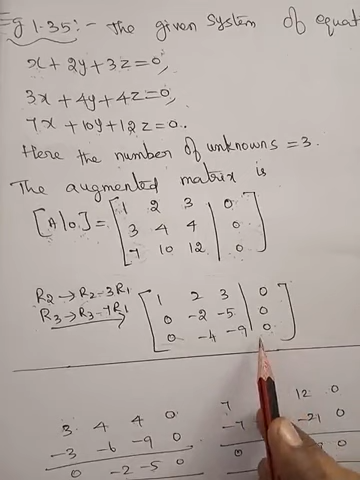 Eg 1.35:- The given system of equat
x + 2y + 3z = 0,
3x + 4y + 4z = 0,
7x + 10y + 12z = 0.
Here the number of unknowns = 3.
The augmented matrix is
[A|0] = [1 2 3 | 0
3 4 4 | 0
7 10 12 | 0]
R2 → R2 - 3R1
R3 → R3 - 7R1
[1 2 3 | 0
0 -2 -5 | 0
0 -4 -9 | 0]
3 4 4 0
-3 -6 -9 0
0 -2 -5 0
7 12 0
-7 -21 0
0 0